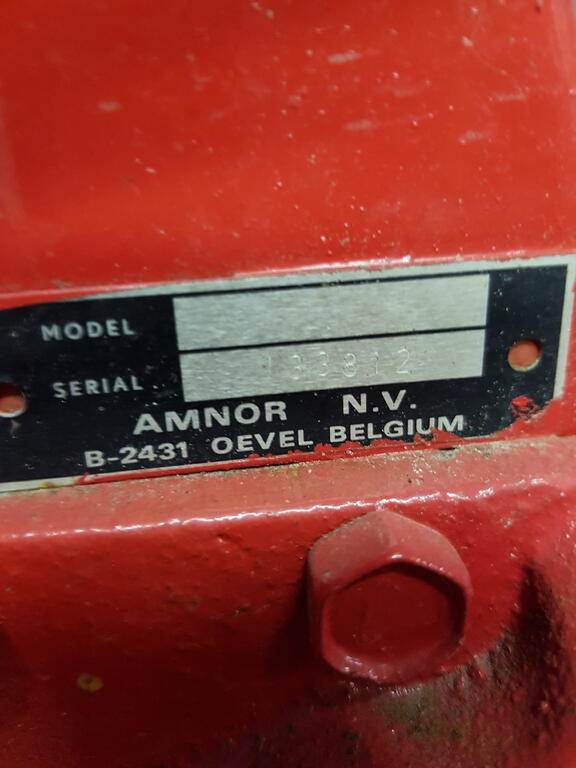 MODEL
SERIAL 133812
AMNOR N.V.
B-2431 OEVEL BELGIUM